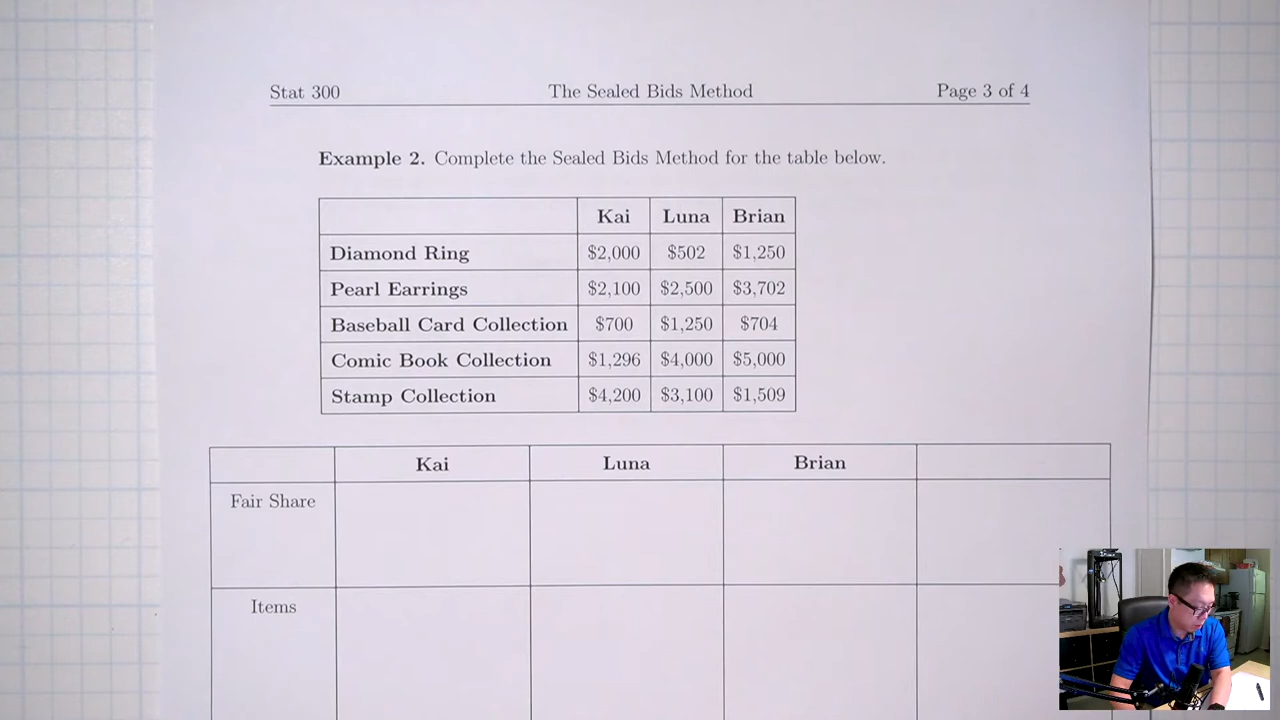 Stat 300 The Sealed Bids Method Page 3 of 4
Example 2. Complete the Sealed Bids Method for the table below.
Kai Luna Brian
Diamond Ring $2,000 $502 $1,250
Pearl Earrings $2,100 $2,500 $3,702
Baseball Card Collection $700 $1,250 $704
Comic Book Collection $1,296 $4,000 $5,000
Stamp Collection $4,200 $3,100 $1,509
Kai Luna Brian
Fair Share
Items